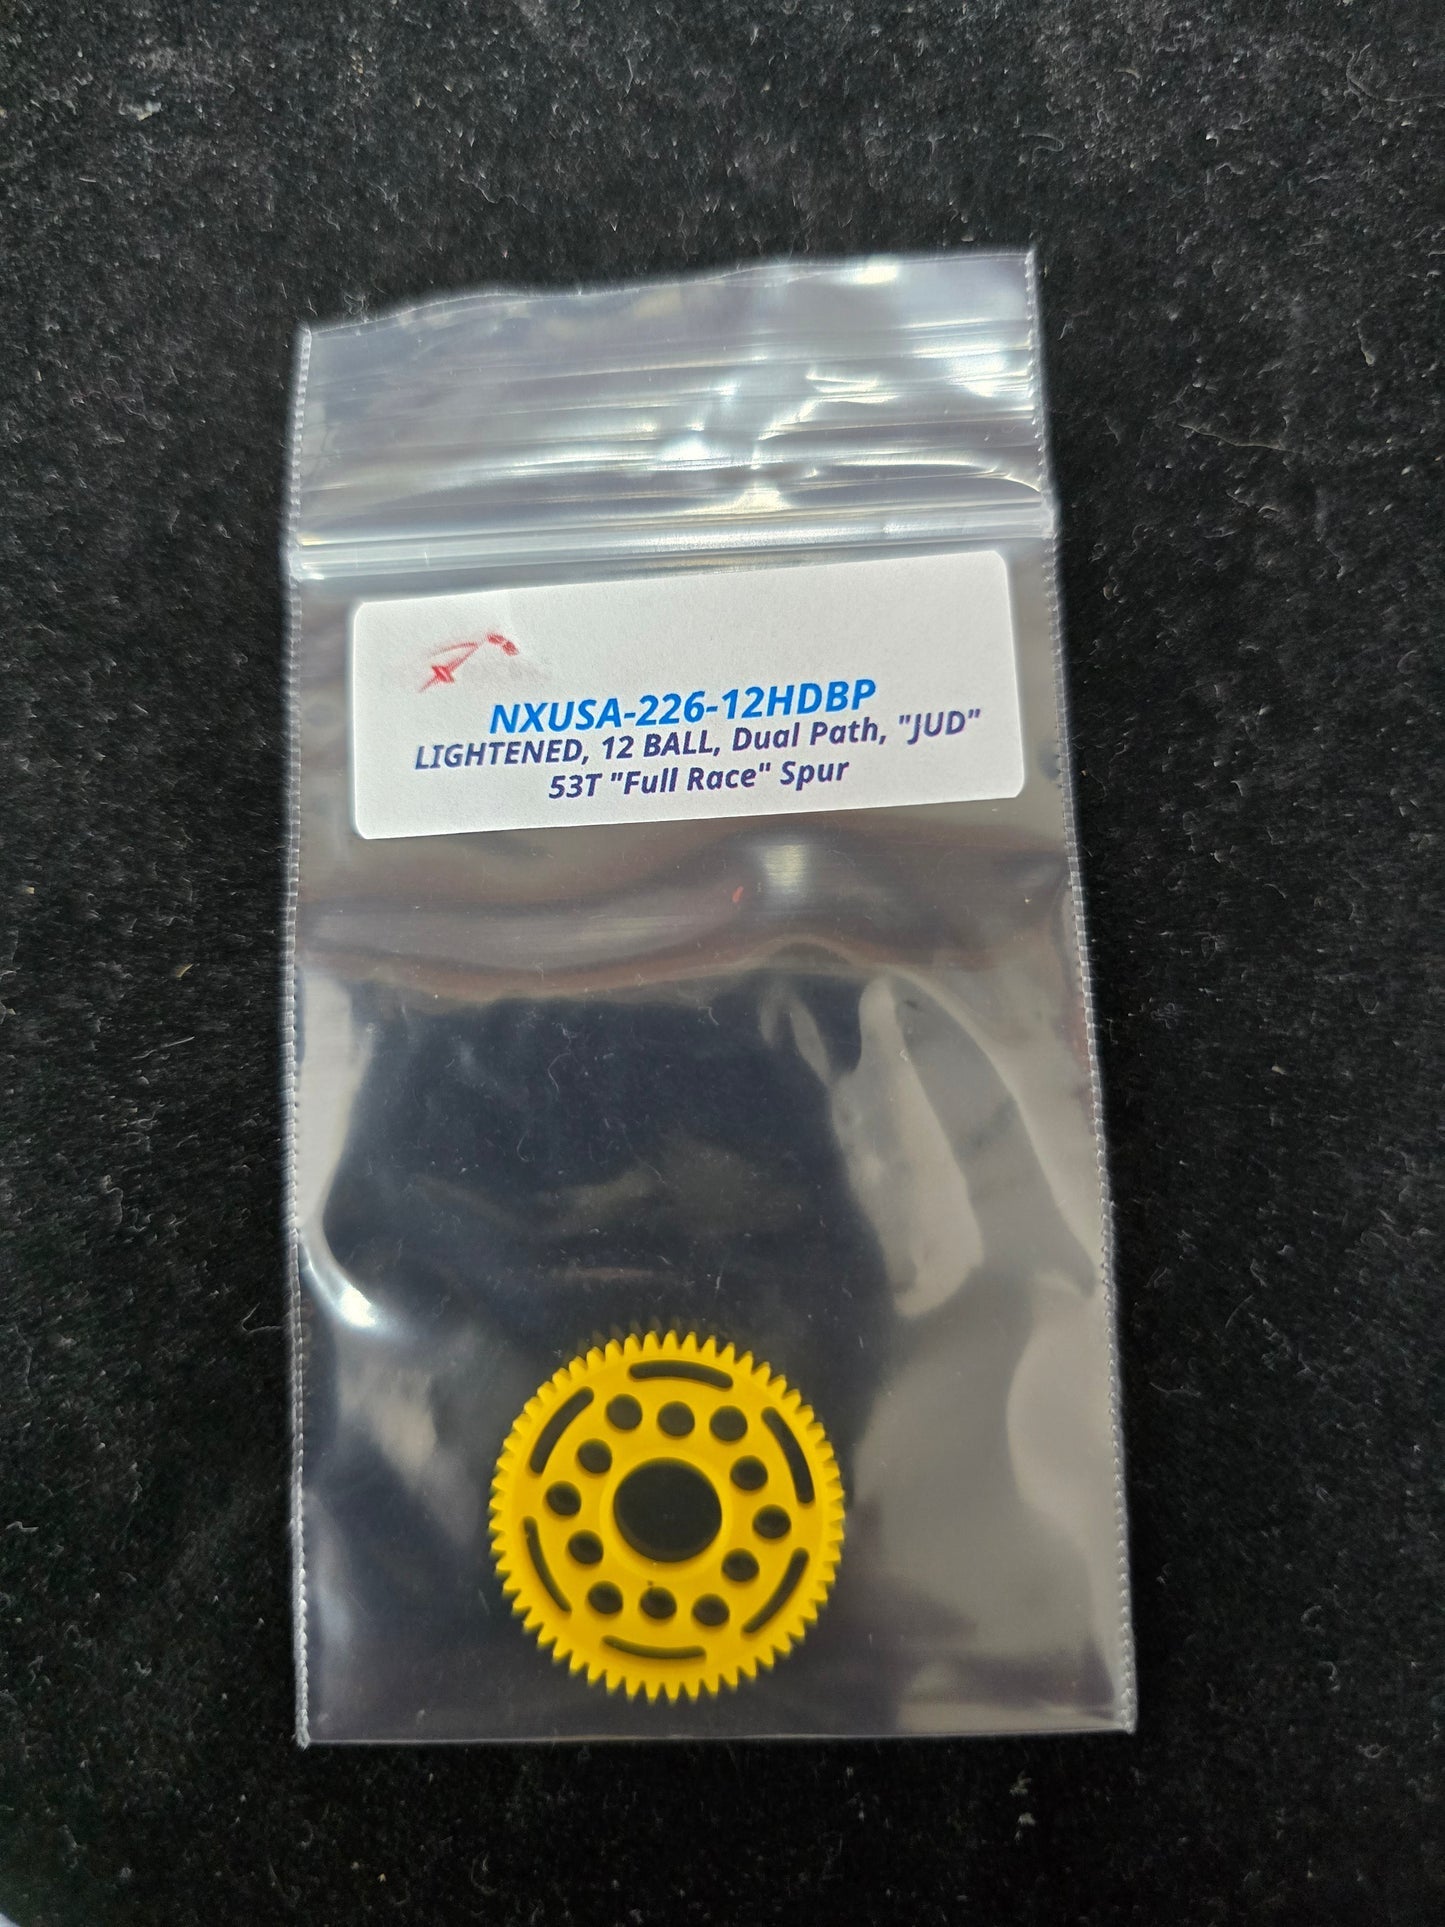 NXUSA-226-12HDBP
LIGHTENED, 12 BALL, Dual Path, "JUD"
53T "Full Race" Spur